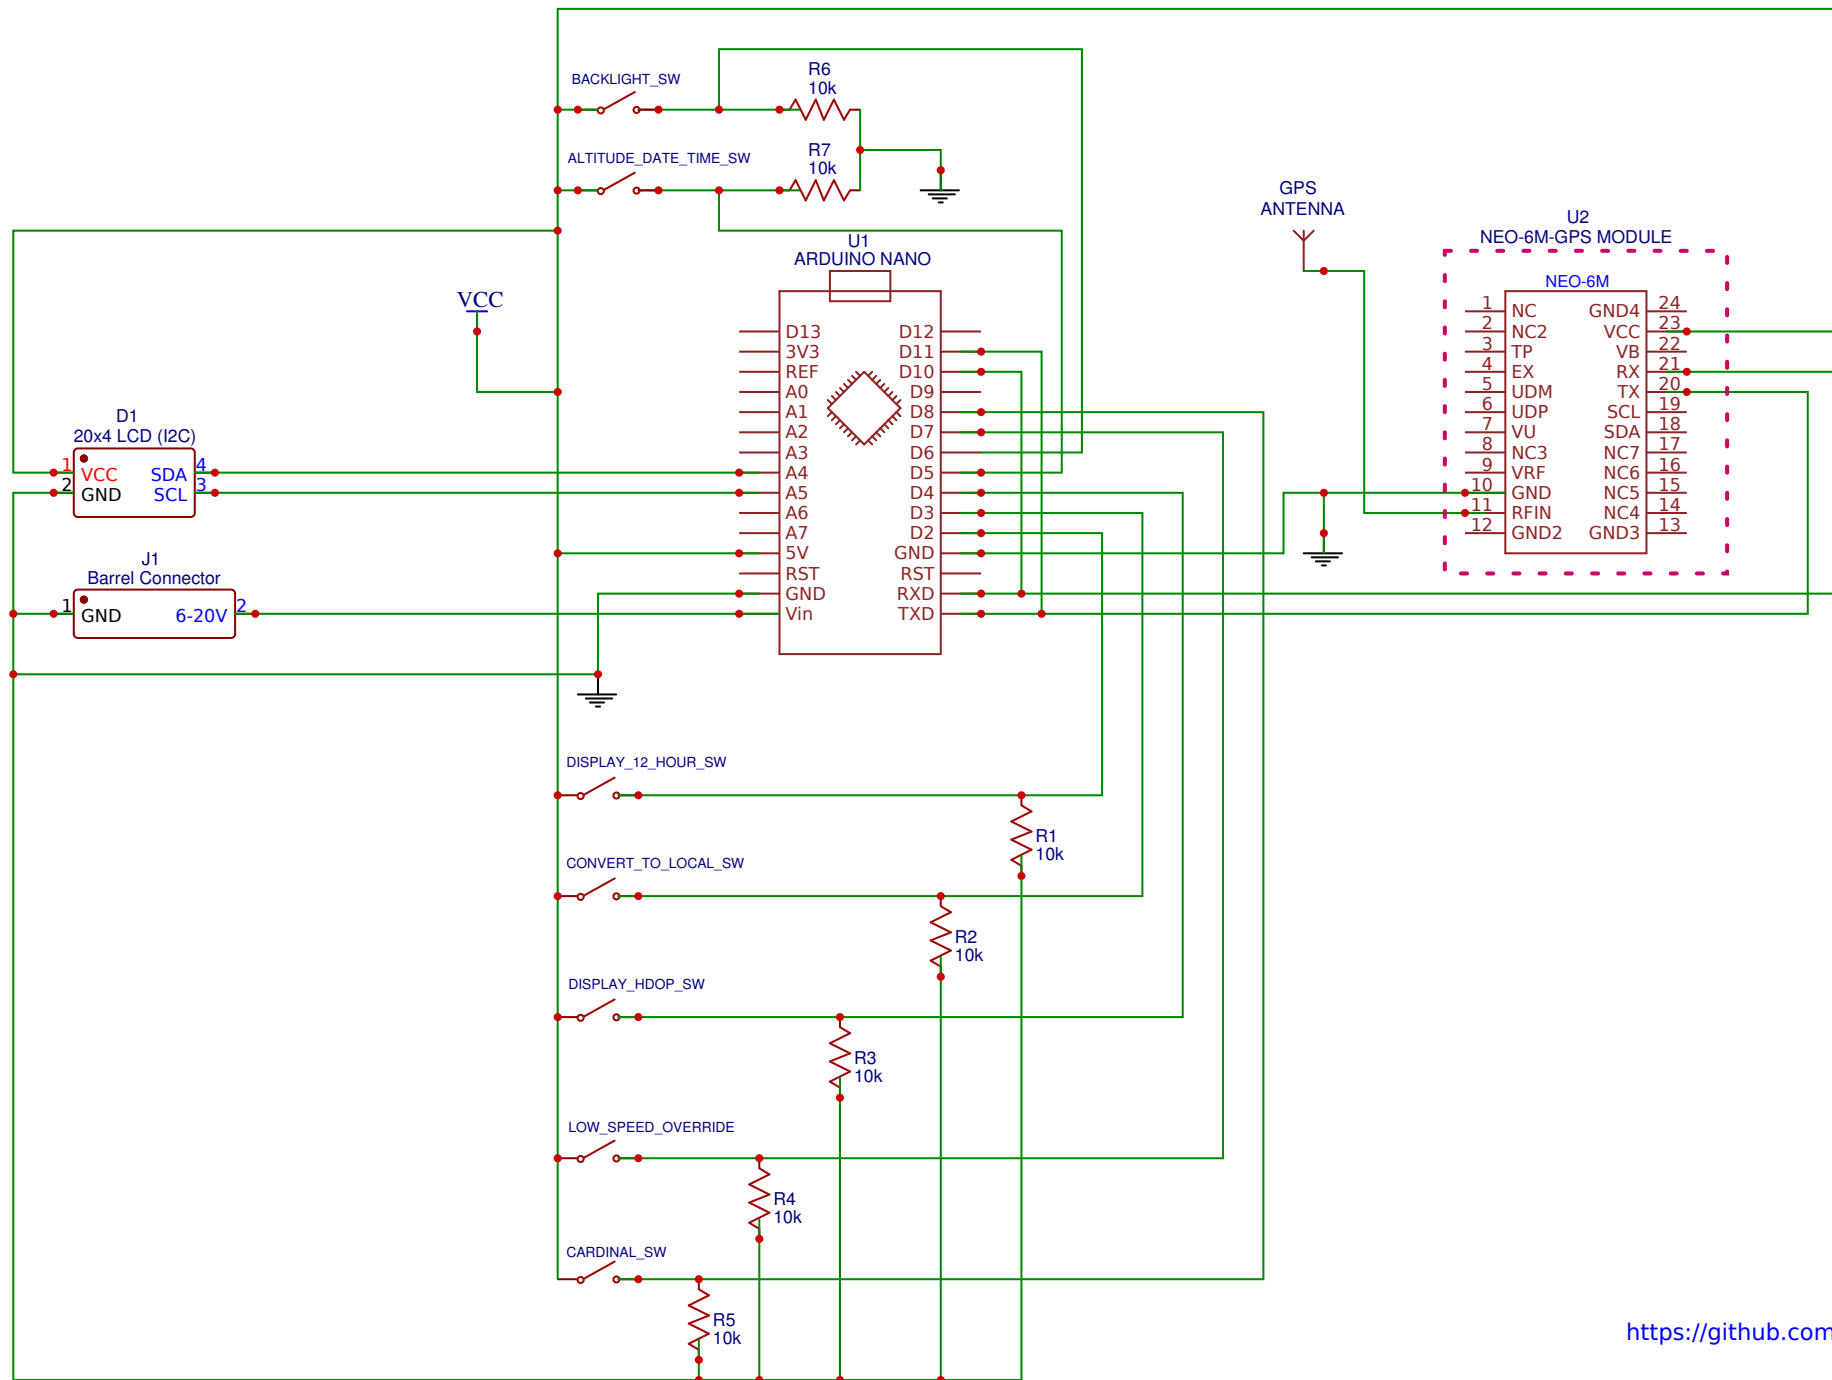 BACKLIGHT_SW
R6
10k
ALTITUDE_DATE_TIME_SW
R7
10k
GPS
ANTENNA
U2
NEO-6M-GPS MODULE
U1
ARDUINO NANO
VCC
NEO-6M
1 NC GND4 24
2 NC2 VCC 23
3 TP VB 22
4 EX RX 21
5 UDM TX 20
6 UDP SCL 19
7 VU SDA 18
8 NC3 NC7 17
9 VRF NC6 16
10 GND NC5 15
11 RFIN NC4 14
12 GND2 GND3 13
D13 D12
3V3 D11
REF D10
A0 D9
A1 D8
A2 D7
A3 D6
A4 D5
A5 D4
A6 D3
A7 D2
5V GND
RST RST
GND RXD
Vin TXD
D1
20x4 LCD (I2C)
1 VCC SDA 4
2 GND SCL 3
J1
Barrel Connector
1 GND 6-20V 2
DISPLAY_12_HOUR_SW
R1
10k
CONVERT_TO_LOCAL_SW
R2
10k
DISPLAY_HDOP_SW
R3
10k
LOW_SPEED_OVERRIDE
R4
10k
CARDINAL_SW
R5
10k
https://github.com